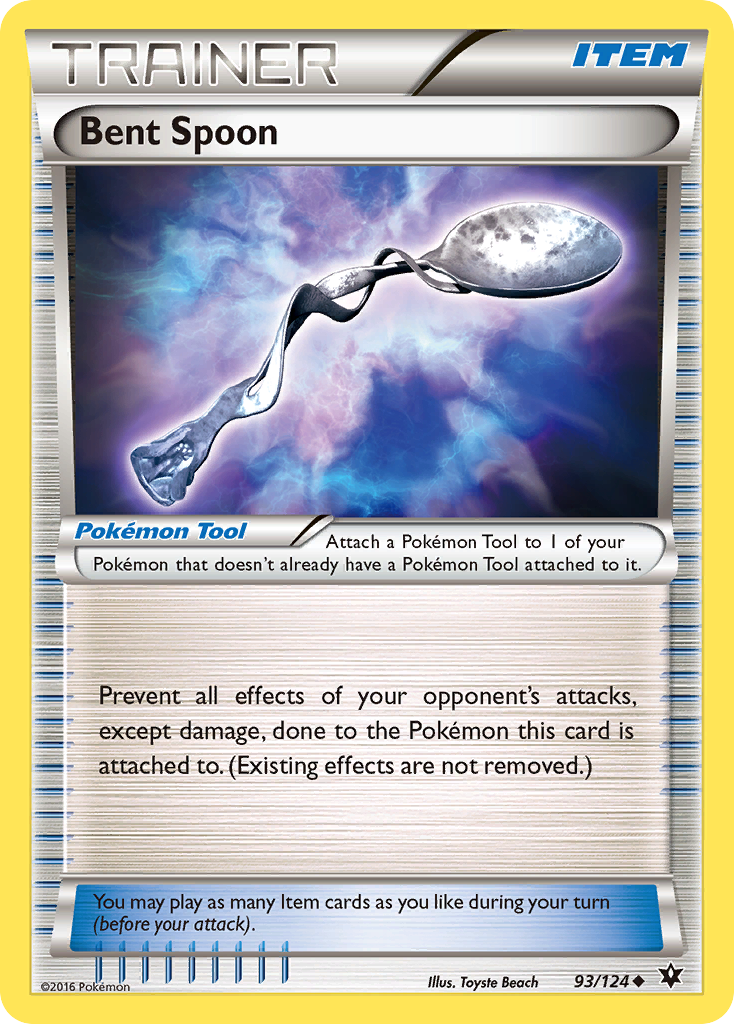 TRAINER
ITEM
Bent Spoon
Pokémon Tool
Attach a Pokémon Tool to 1 of your
Pokémon that doesn't already have a Pokémon Tool attached to it.
Prevent all effects of your opponent's attacks,
except damage, done to the Pokémon this card is
attached to. (Existing effects are not removed.)
You may play as many Item cards as you like during your turn
(before your attack).
©2016 Pokémon
Illus. Toyste Beach
93/124